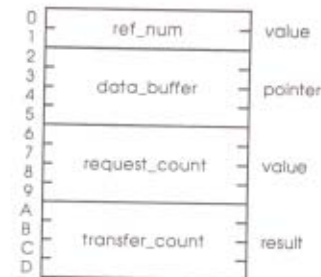 0
ref_num value
1
2
3
data_buffer pointer
4
5
6
7
request_count value
8
9
A
B
transfer_count result
C
D